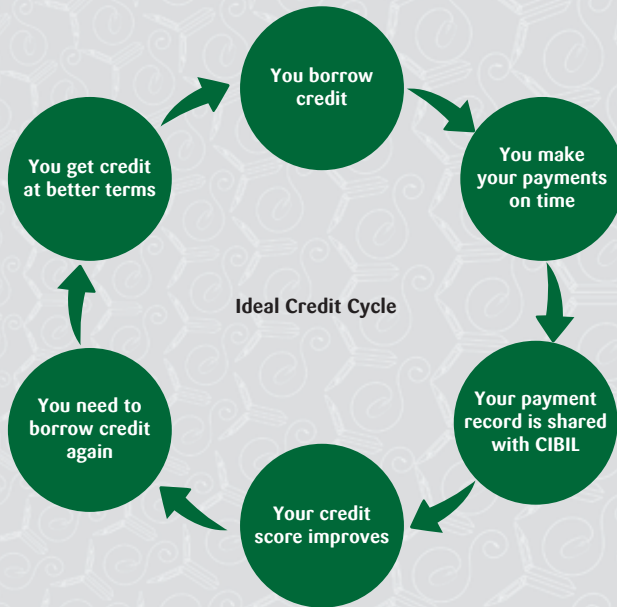 You borrow
credit
You make
your payments
on time
Your payment
record is shared
with CIBIL
Your credit
score improves
You need to
borrow credit
again
You get credit
at better terms
Ideal Credit Cycle